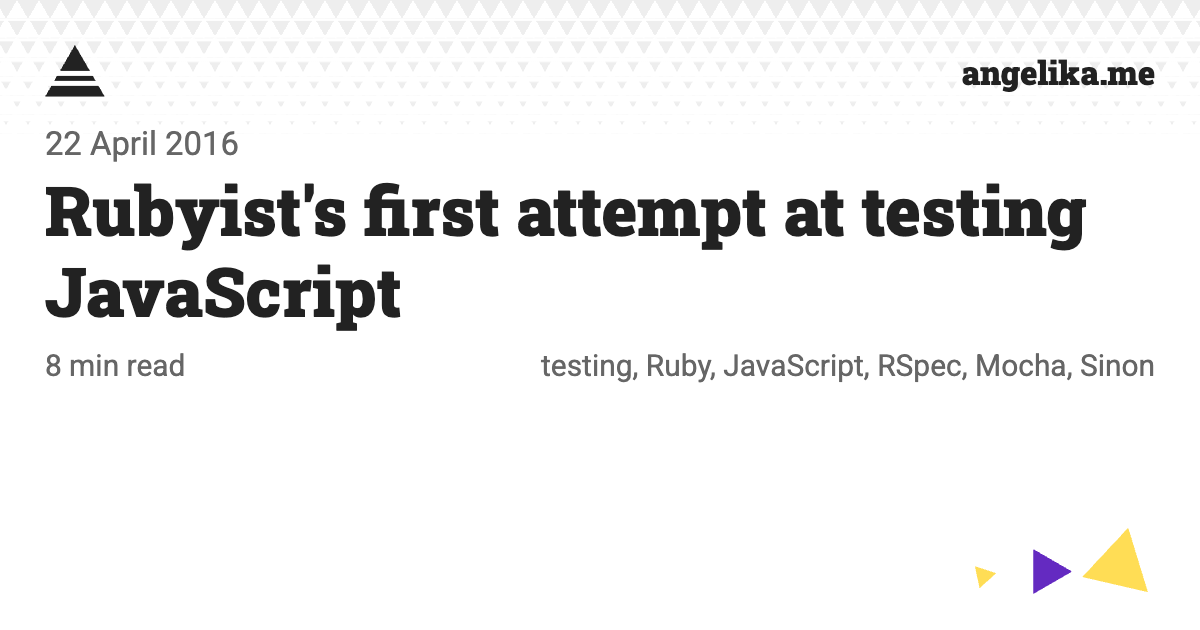 angelika.me
22 April 2016
Rubyist's first attempt at testing
JavaScript
8 min read
testing, Ruby, JavaScript, RSpec, Mocha, Sinon